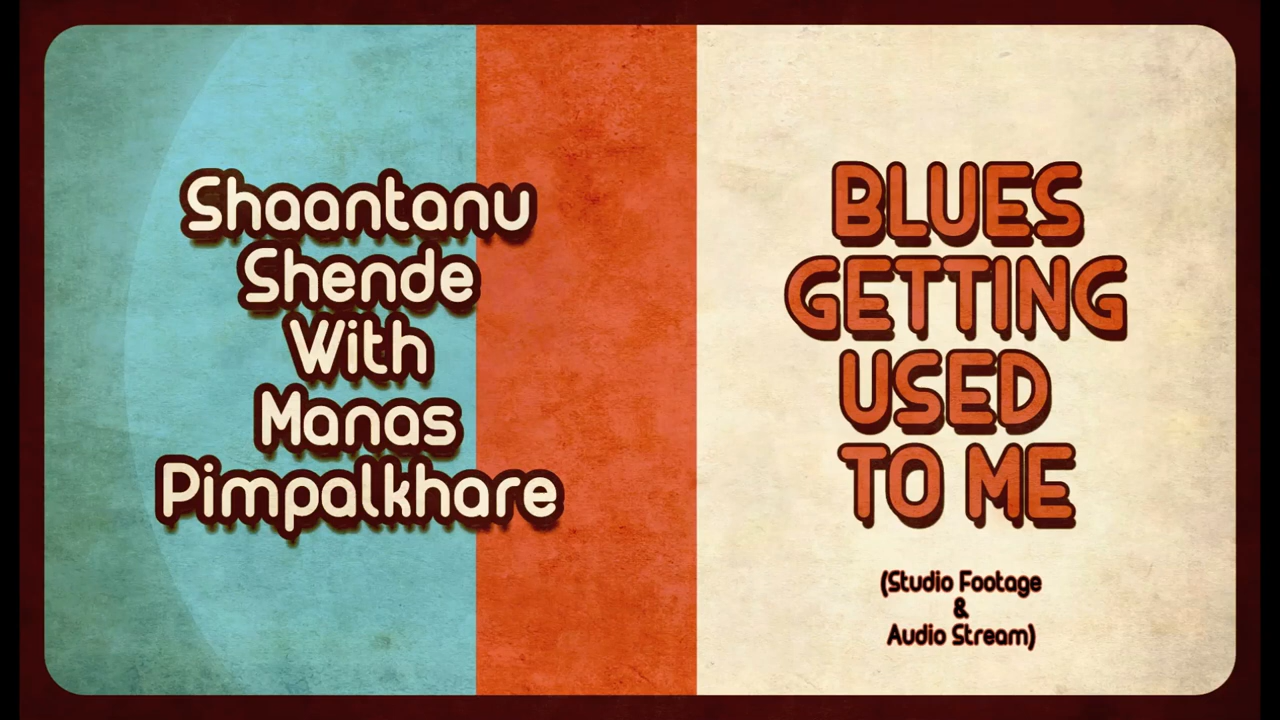 Shaantanu
Shende
With
Manas
Pimpalkhare
BLUES
GETTING
USED
TO ME
(Studio Footage
&
Audio Stream)